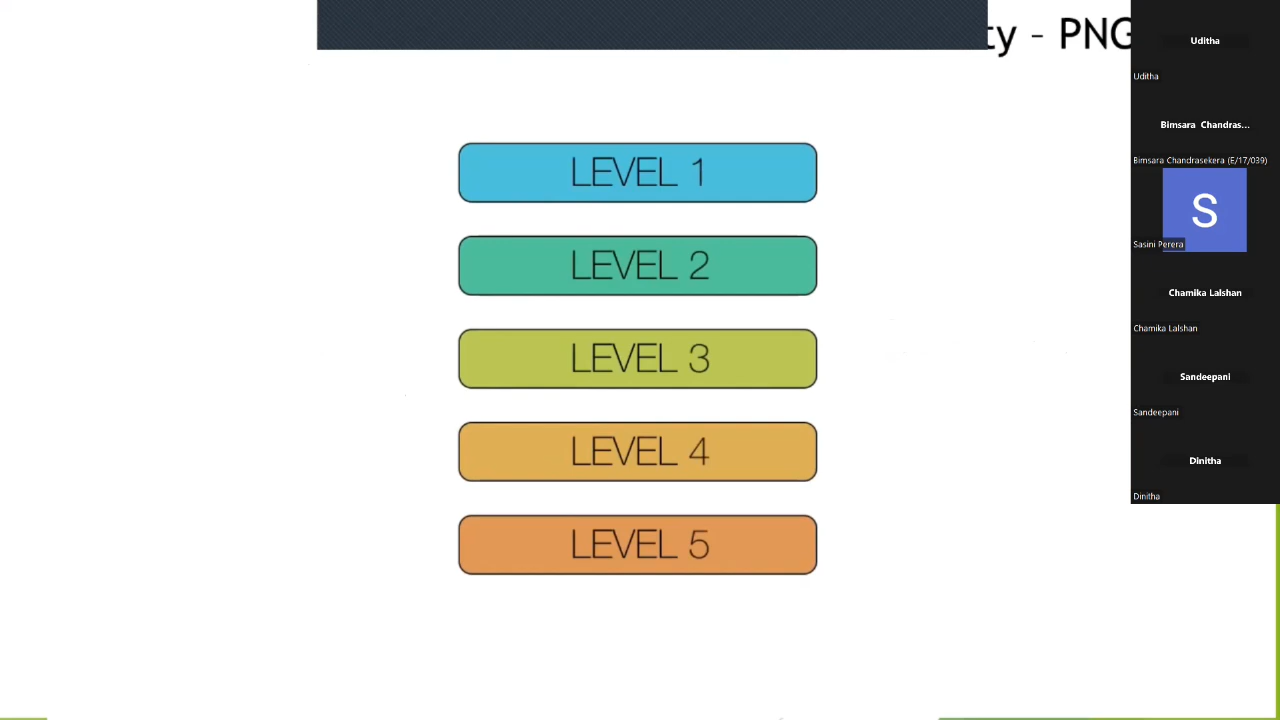 ty - PNG
LEVEL 1
LEVEL 2
LEVEL 3
LEVEL 4
LEVEL 5
Uditha
Uditha
Bimsara Chandras...
Bimsara Chandrasekera (E/17/039)
S
Sasini Perera
Chamika Lalshan
Chamika Lalshan
Sandeepani
Sandeepani
Dinitha
Dinitha